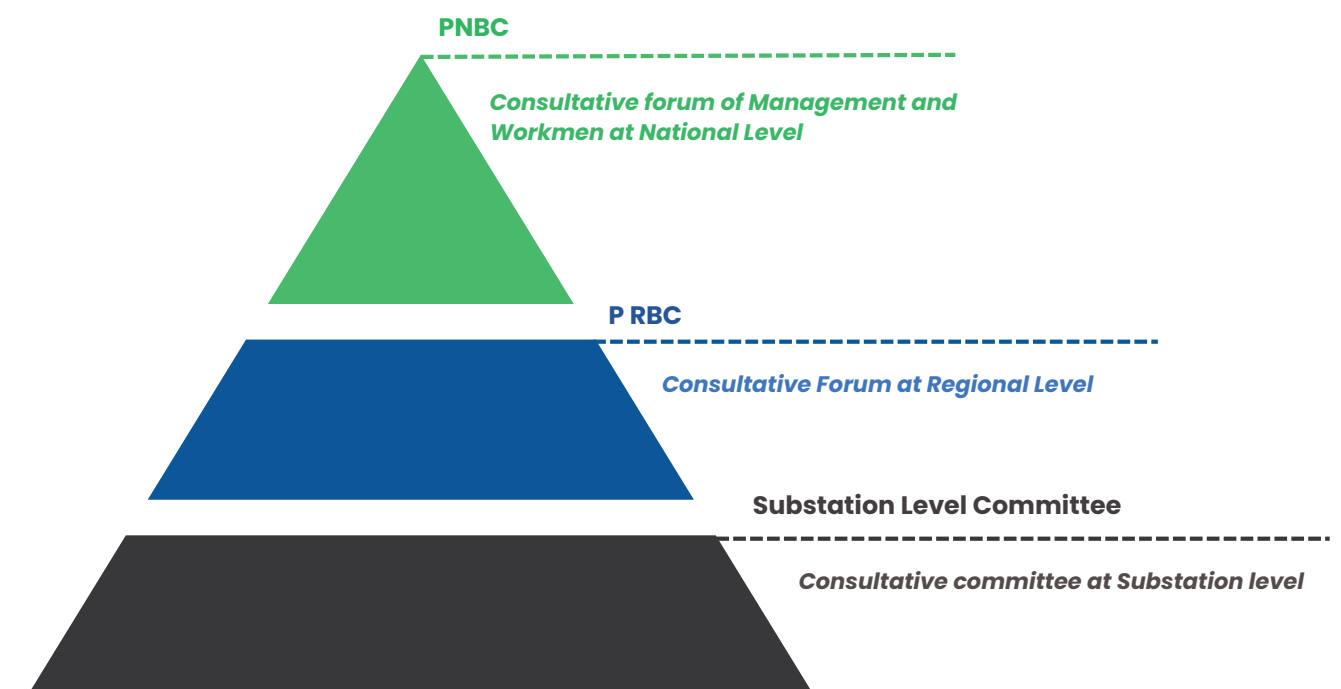 PNBC
Consultative forum of Management and
Workmen at National Level
P RBC
Consultative Forum at Regional Level
Substation Level Committee
Consultative committee at Substation level